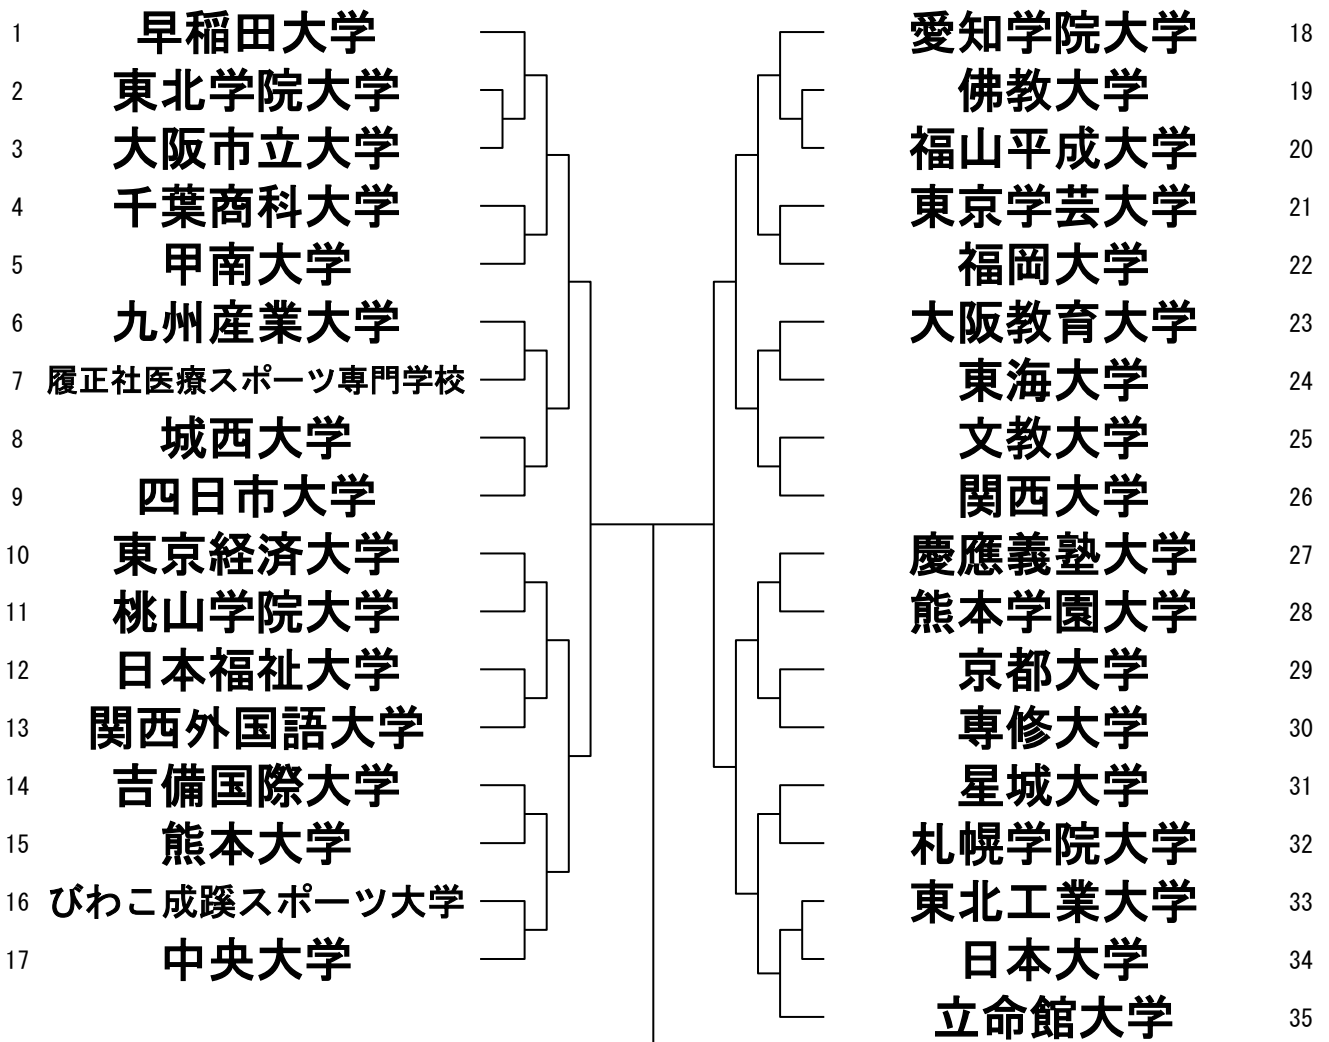 1 早稲田大学
2 東北学院大学
3 大阪市立大学
4 千葉商科大学
5 甲南大学
6 九州産業大学
7 履正社医療スポーツ専門学校
8 城西大学
9 四日市大学
10 東京経済大学
11 桃山学院大学
12 日本福祉大学
13 関西外国語大学
14 吉備国際大学
15 熊本大学
16 びわこ成蹊スポーツ大学
17 中央大学
愛知学院大学 18
佛教大学 19
福山平成大学 20
東京学芸大学 21
福岡大学 22
大阪教育大学 23
東海大学 24
文教大学 25
関西大学 26
慶應義塾大学 27
熊本学園大学 28
京都大学 29
専修大学 30
星城大学 31
札幌学院大学 32
東北工業大学 33
日本大学 34
立命館大学 35